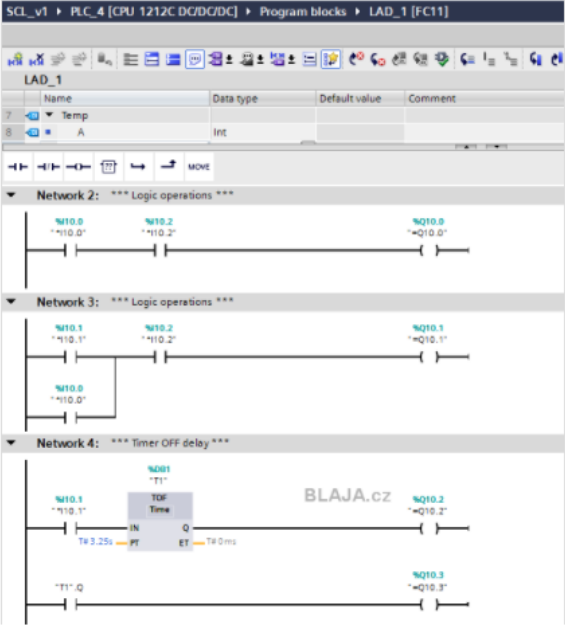 SCL_v1 ▸ PLC_4 [CPU 1212C DC/DC/DC] ▸ Program blocks ▸ LAD_1 [FC11]
LAD_1
Name Data type Default value Comment
7 Temp
8 A Int
MOVE
Network 2: *** Logic operations ***
%I10.0 %I10.2 %Q10.0
"*I10.0" "*I10.2" "=Q10.0"
Network 3: *** Logic operations ***
%I10.1 %I10.2 %Q10.1
"*I10.1" "*I10.2" "=Q10.1"
%I10.0
"*I10.0"
Network 4: *** Timer OFF delay ***
%DB1
"T1"
%I10.1 TOF BLAJA.cz %Q10.2
"*I10.1" Time "=Q10.2"
IN Q
T#3.25s PT ET T#0ms
%Q10.3
"T1".Q "=Q10.3"